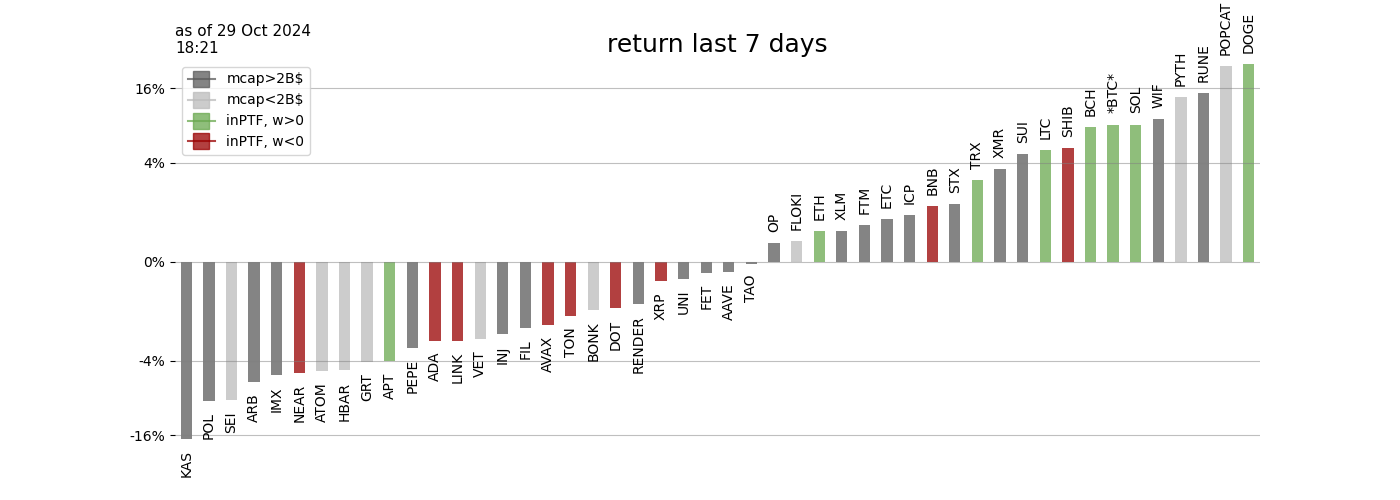 as of 29 Oct 2024
18:21
return last 7 days
mcap>2B$
mcap<2B$
inPTF, w>0
inPTF, w<0
16%
4%
0%
-4%
-16%
KAS
POL
SEI
ARB
IMX
NEAR
ATOM
HBAR
GRT
APT
PEPE
ADA
LINK
VET
INJ
FIL
AVAX
TON
BONK
DOT
RENDER
XRP
UNI
FET
AAVE
TAO
OP
FLOKI
ETH
XLM
FTM
ETC
ICP
BNB
STX
TRX
XMR
SUI
LTC
SHIB
BCH
*BTC*
SOL
WIF
PYTH
RUNE
POPCAT
DOGE